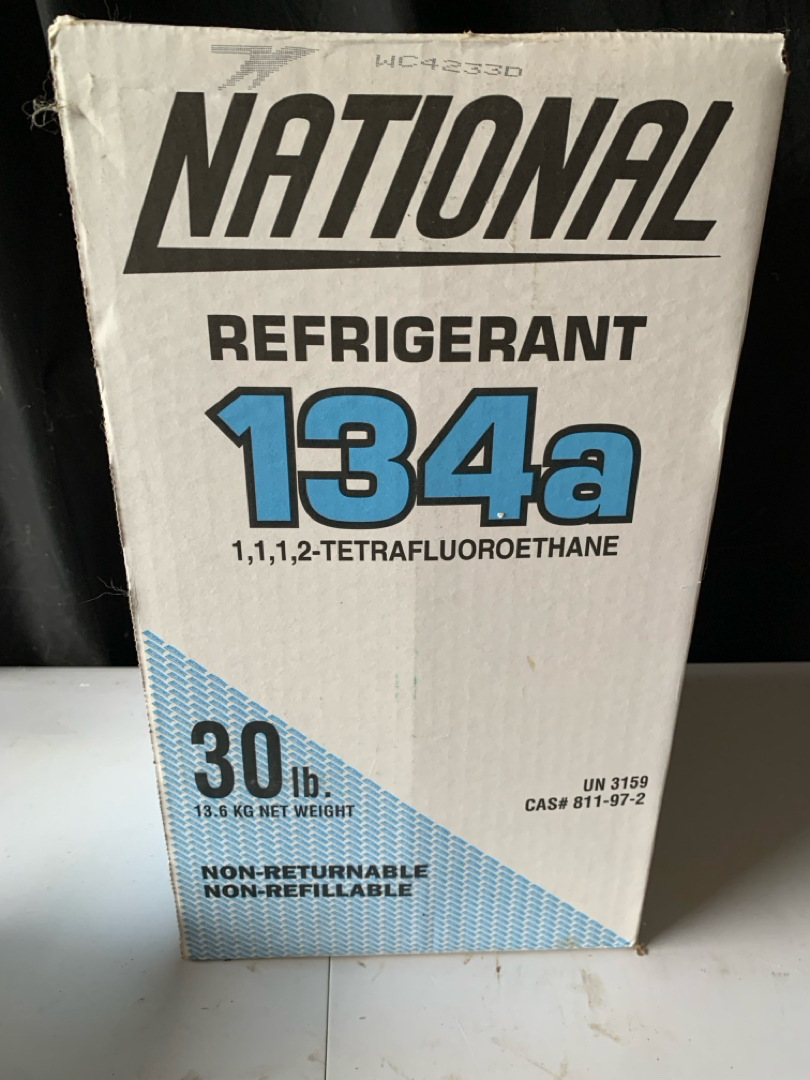 WC4233D
NATIONAL
REFRIGERANT
134a
1,1,1,2-TETRAFLUOROETHANE
30 lb.
13.6 KG NET WEIGHT
UN 3159
CAS# 811-97-2
NON-RETURNABLE
NON-REFILLABLE